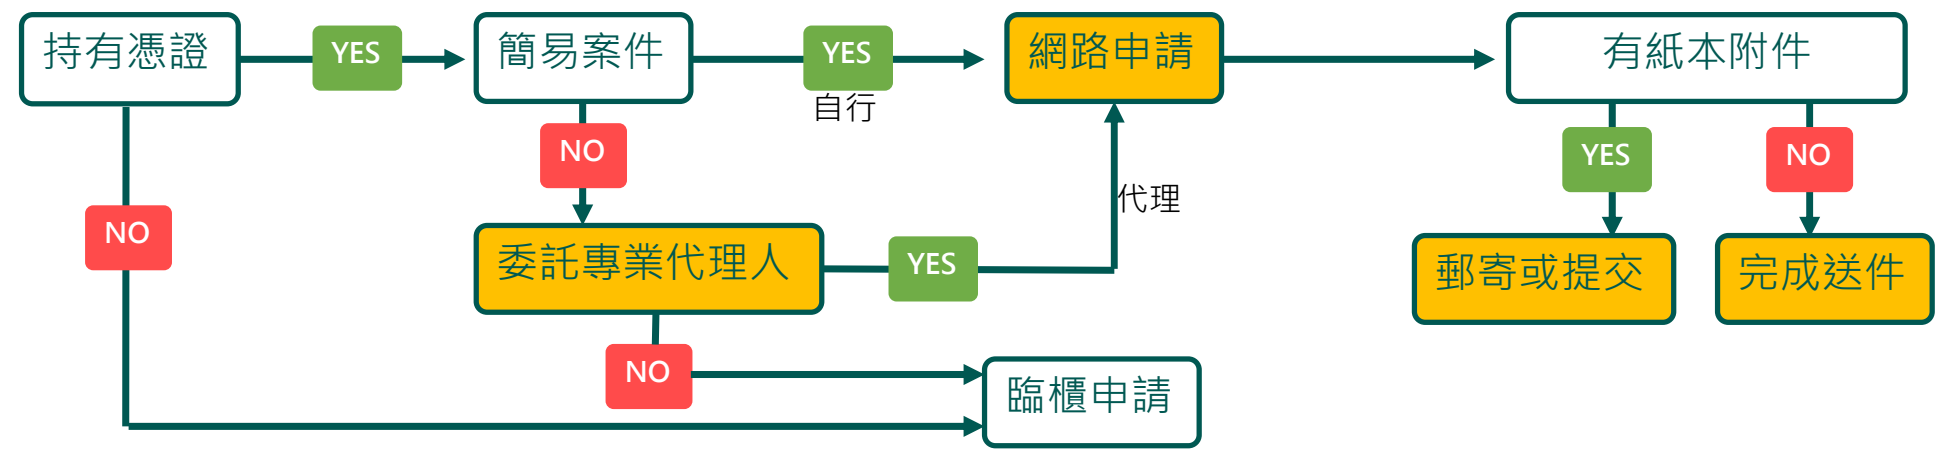 持有憑證
YES
簡易案件
YES
自行
網路申請
有紙本附件
NO
NO
委託專業代理人
YES
代理
NO
臨櫃申請
YES
NO
郵寄或提交
完成送件